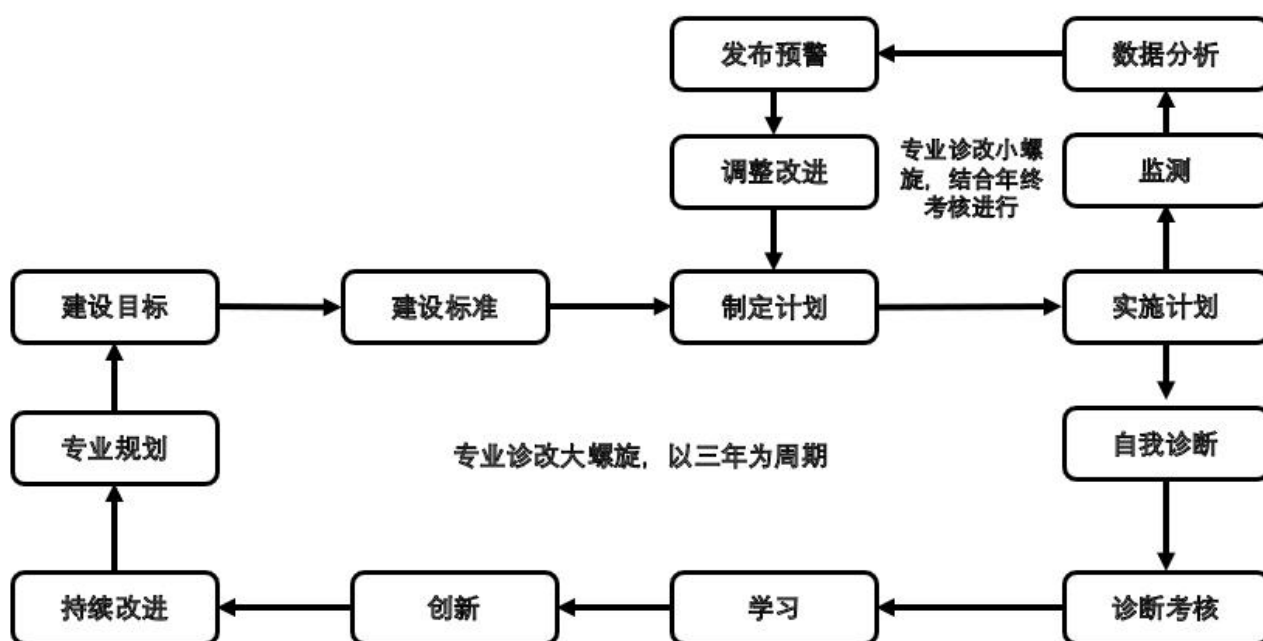 发布预警
数据分析
调整改进
专业诊改小螺
旋，结合年终
考核进行
监测
建设目标
建设标准
制定计划
实施计划
专业规划
专业诊改大螺旋，以三年为周期
自我诊断
持续改进
创新
学习
诊断考核